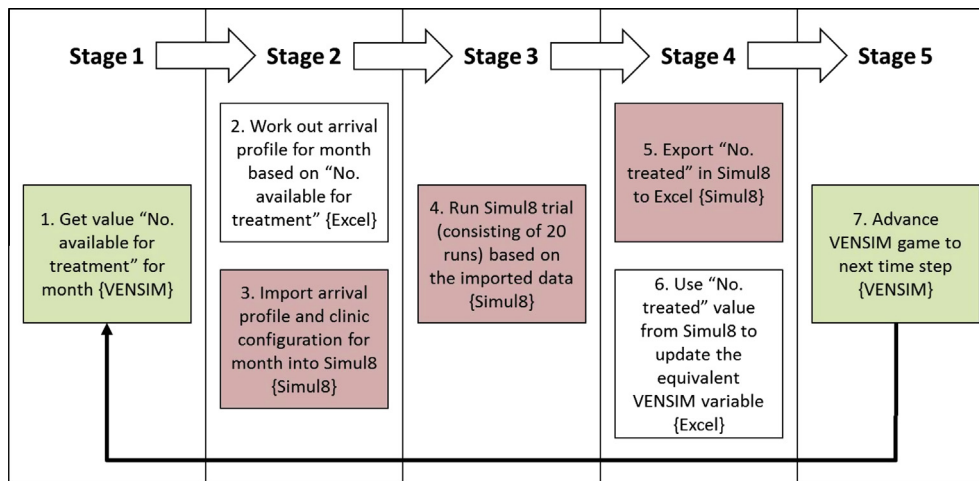 Stage 1
Stage 2
Stage 3
Stage 4
Stage 5
1. Get value “No.
available for
treatment” for
month {VENSIM}
2. Work out arrival
profile for month
based on “No.
available for
treatment” {Excel}
3. Import arrival
profile and clinic
configuration for
month into Simul8
{Simul8}
4. Run Simul8 trial
(consisting of 20
runs) based on
the imported data
{Simul8}
5. Export “No.
treated” in Simul8
to Excel {Simul8}
6. Use “No.
treated” value
from Simul8 to
update the
equivalent
VENSIM variable
{Excel}
7. Advance
VENSIM game to
next time step
{VENSIM}